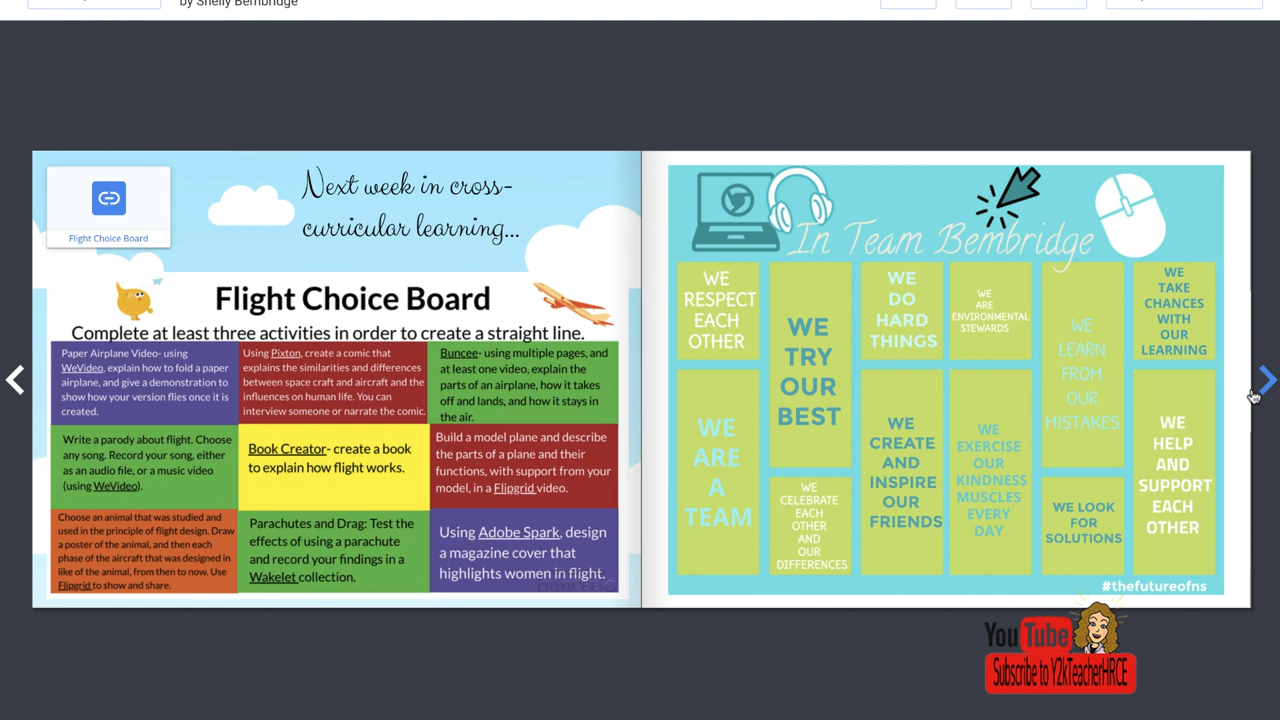 by Shelly Bembridge
Flight Choice Board
Next week in cross-
curricular learning...
Flight Choice Board
Complete at least three activities in order to create a straight line.
Paper Airplane Video- using
WeVideo, explain how to fold a paper
airplane, and give a demonstration to
show how your version flies once it is
created.
Using Pixton, create a comic that
explains the similarities and differences
between space craft and aircraft and the
influences on human life. You can
interview someone or narrate the comic.
Buncee- using multiple pages, and
at least one video, explain the
parts of an airplane, how it takes
off and lands, and how it stays in
the air.
Write a parody about flight. Choose
any song. Record your song, either
as an audio file, or a music video
(using WeVideo).
Book Creator- create a book
to explain how flight works.
Build a model plane and describe
the parts of a plane and their
functions, with support from your
model, in a Flipgrid video.
Choose an animal that was studied and
used in the principle of flight design. Draw
a poster of the animal, and then each
phase of the aircraft that was designed in
like of the animal, from then to now. Use
Flipgrid to show and share.
Parachutes and Drag: Test the
effects of using a parachute
and record your findings in a
Wakelet collection.
Using Adobe Spark, design
a magazine cover that
highlights women in flight.
In Team Bembridge
WE
RESPECT
EACH
OTHER
WE
ARE
A
TEAM
WE
TRY
OUR
BEST
WE
CELEBRATE
EACH
OTHER
AND
OUR
DIFFERENCES
WE
DO
HARD
THINGS
WE
CREATE
AND
INSPIRE
OUR
FRIENDS
WE
ARE
ENVIRONMENTAL
STEWARDS
WE
EXERCISE
OUR
KINDNESS
MUSCLES
EVERY
DAY
WE
LEARN
FROM
OUR
MISTAKES
WE LOOK
FOR
SOLUTIONS
WE
TAKE
CHANCES
WITH
OUR
LEARNING
WE
HELP
AND
SUPPORT
EACH
OTHER
#thefutureofns
YouTube
Subscribe to Y2kTeacherHRCE